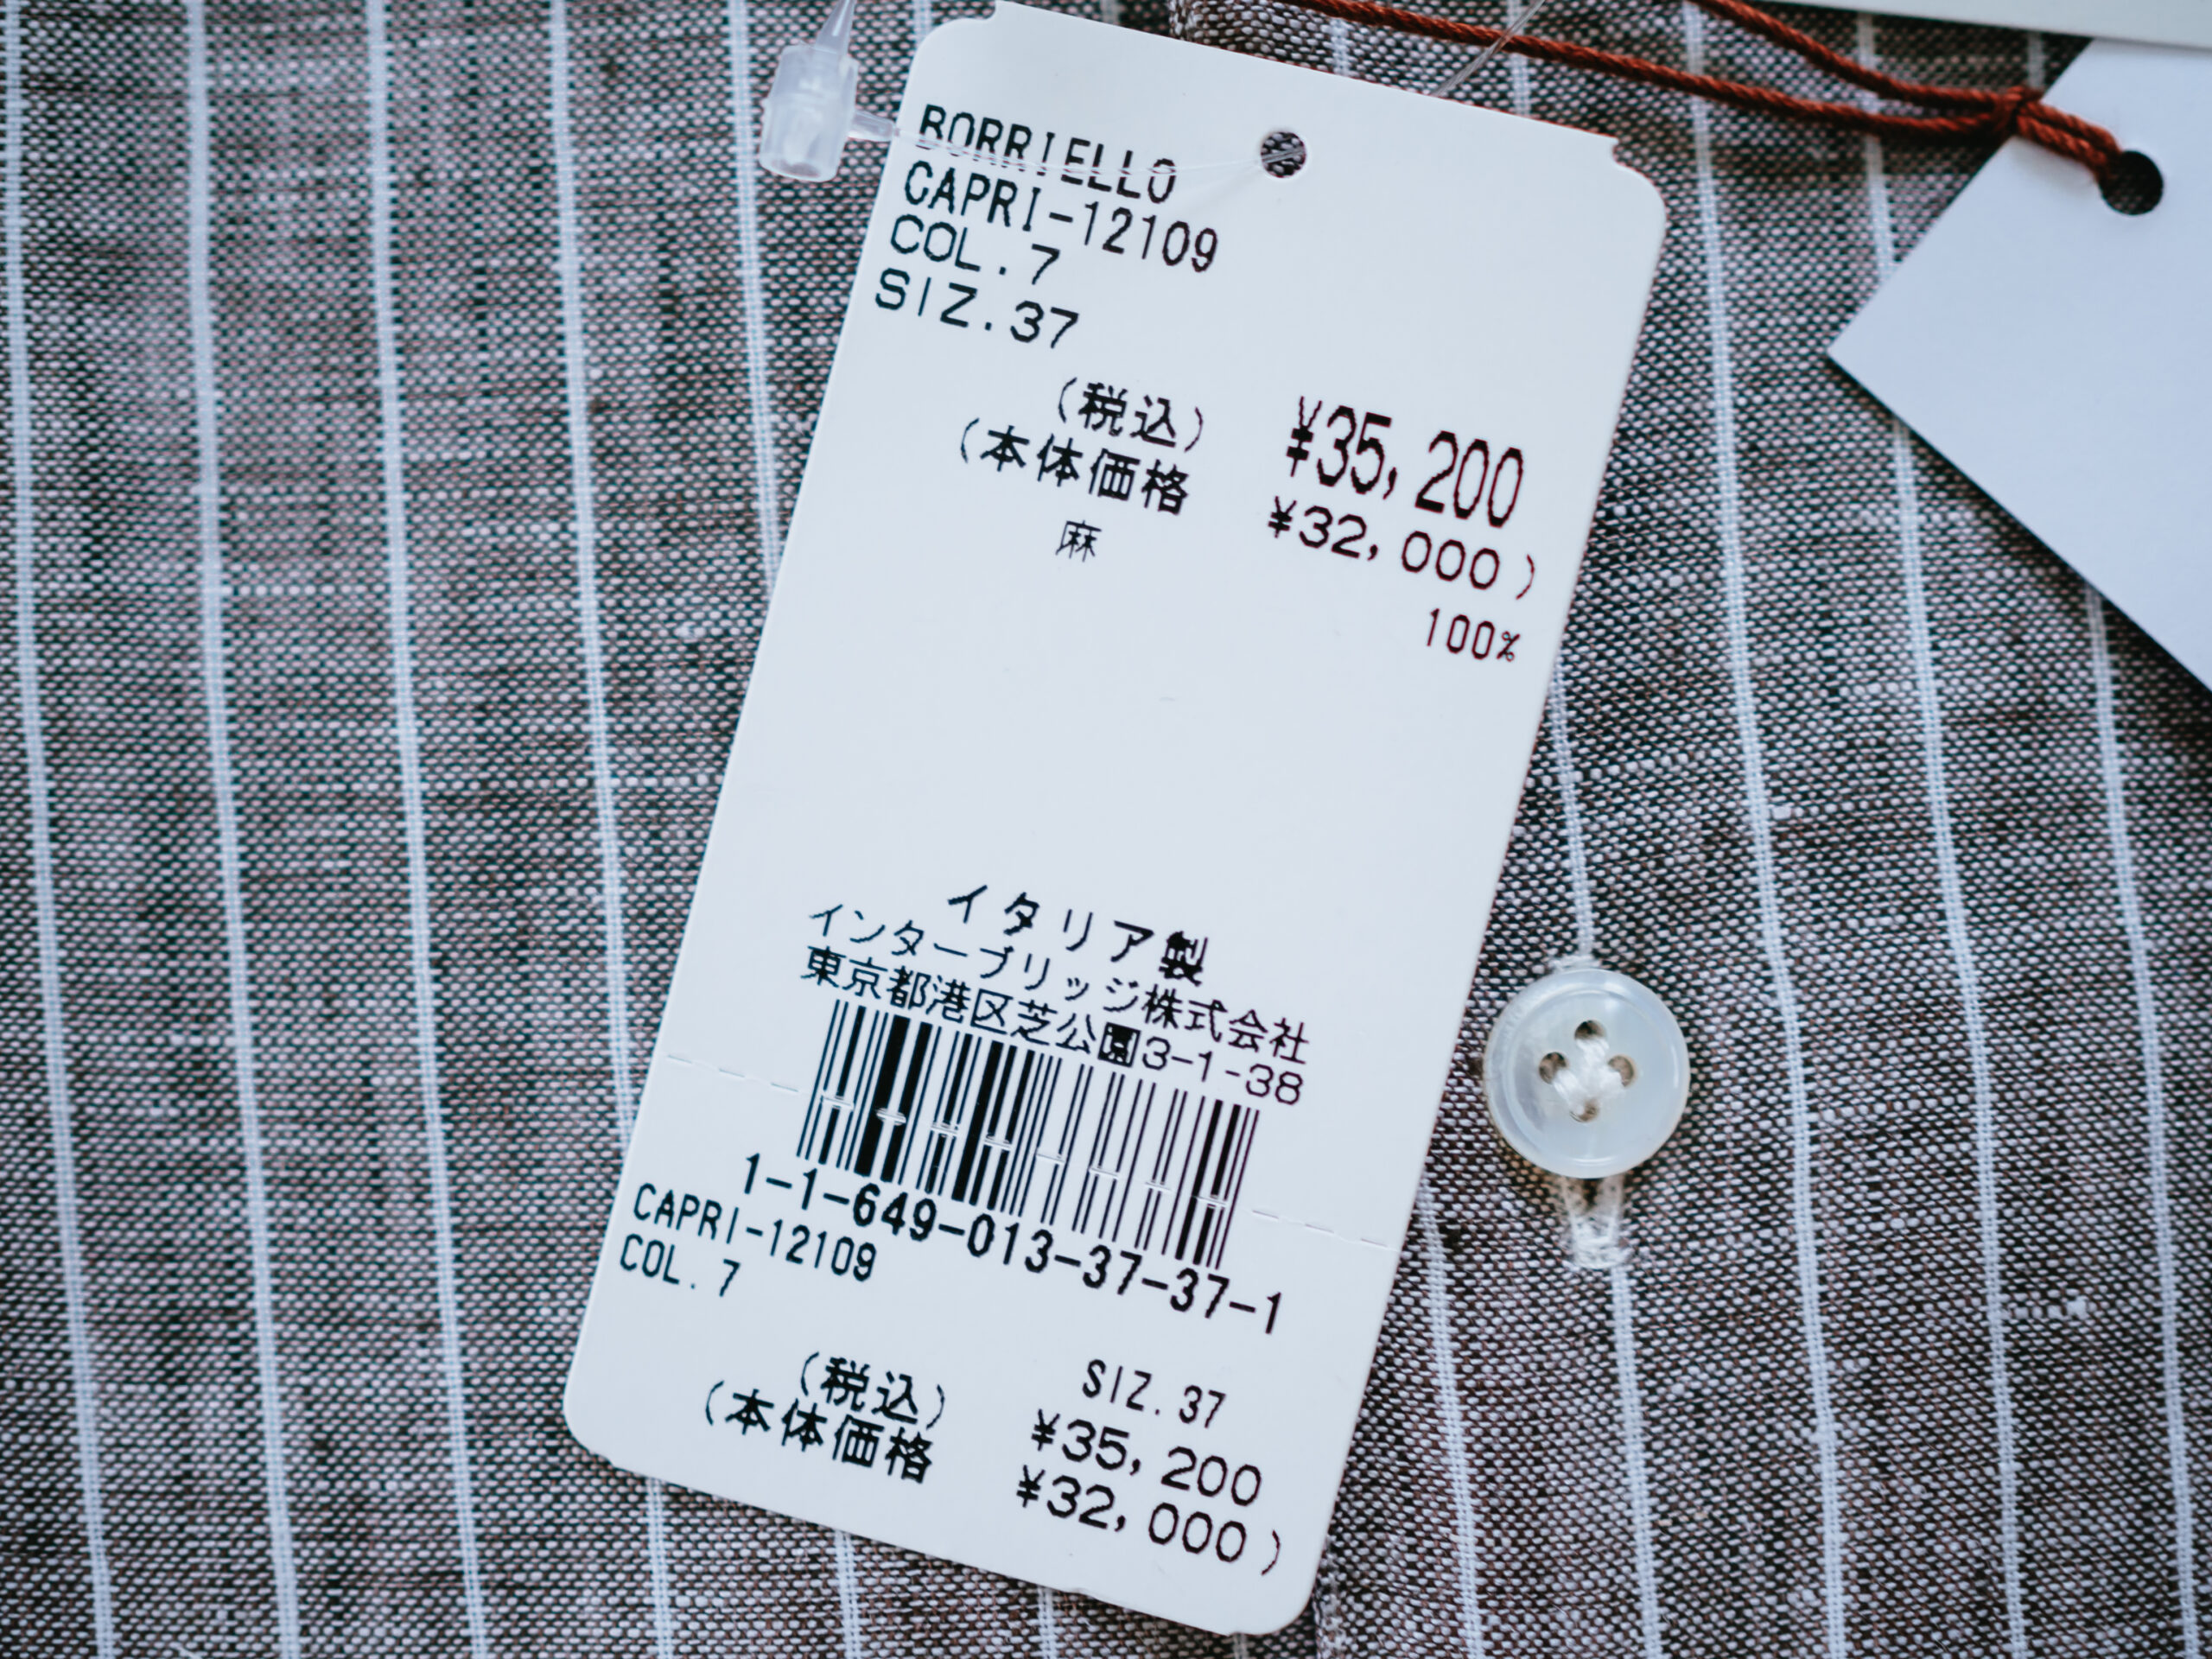 BORRIELLO
CAPRI-12109
COL.7
SIZ.37
(税込) ¥35,200
(本体価格 ¥32,000)
麻 100%
イタリア製
インターブリッジ株式会社
東京都港区芝公園3-1-38
1-1-649-013-37-37-1
CAPRI-12109
COL.7
SIZ.37
(税込) ¥35,200
(本体価格 ¥32,000)